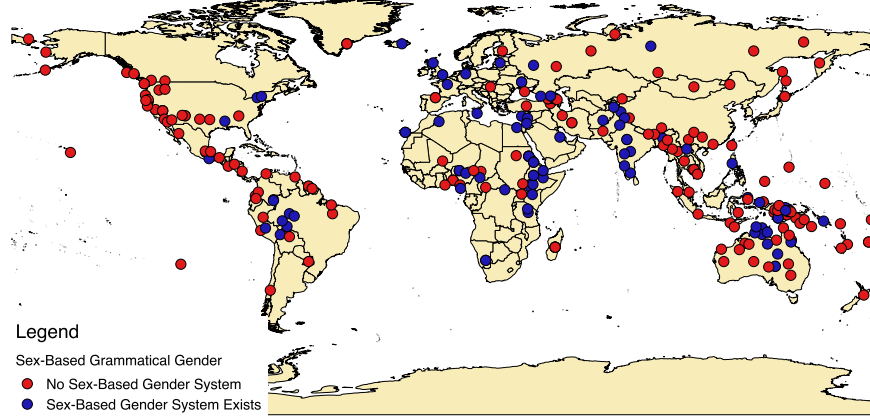 Legend
Sex-Based Grammatical Gender
No Sex-Based Gender System
Sex-Based Gender System Exists